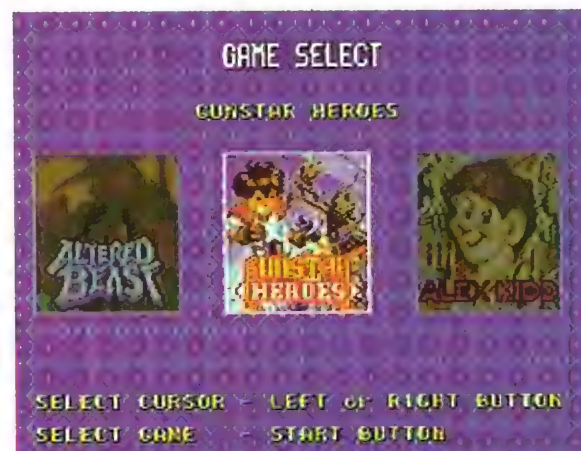 GAME SELECT
GUNSTAR HEROES
ALTERED
BEAST
HEROES
ALEX KIDD
SELECT CURSOR - LEFT or RIGHT BUTTON
SELECT GAME - START BUTTON